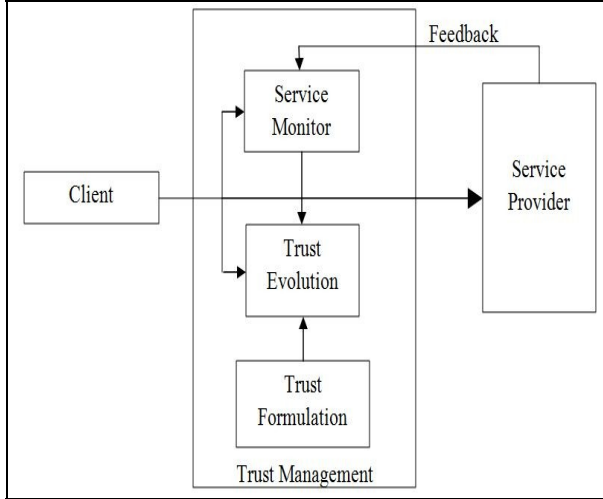 Feedback
Service
Monitor
Client
Service
Provider
Trust
Evolution
Trust
Formulation
Trust Management